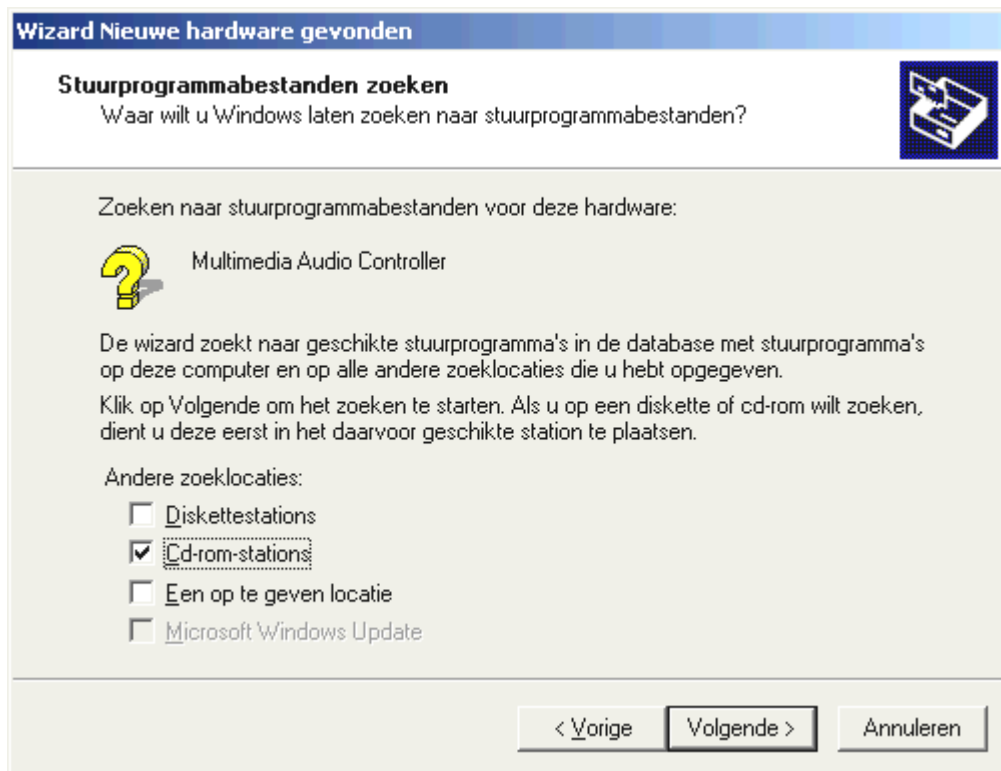 Wizard Nieuwe hardware gevonden
Stuurprogrammabestanden zoeken
Waar wilt u Windows laten zoeken naar stuurprogrammabestanden?
Zoeken naar stuurprogrammabestanden voor deze hardware:
Multimedia Audio Controller
De wizard zoekt naar geschikte stuurprogramma's in de database met stuurprogramma's
op deze computer en op alle andere zoeklocaties die u hebt opgegeven.
Klik op Volgende om het zoeken te starten. Als u op een diskette of cd-rom wilt zoeken,
dient u deze eerst in het daarvoor geschikte station te plaatsen.
Andere zoeklocaties:
Diskettestations
Cd-rom-stations
Een op te geven locatie
Microsoft Windows Update
< Vorige
Volgende >
Annuleren